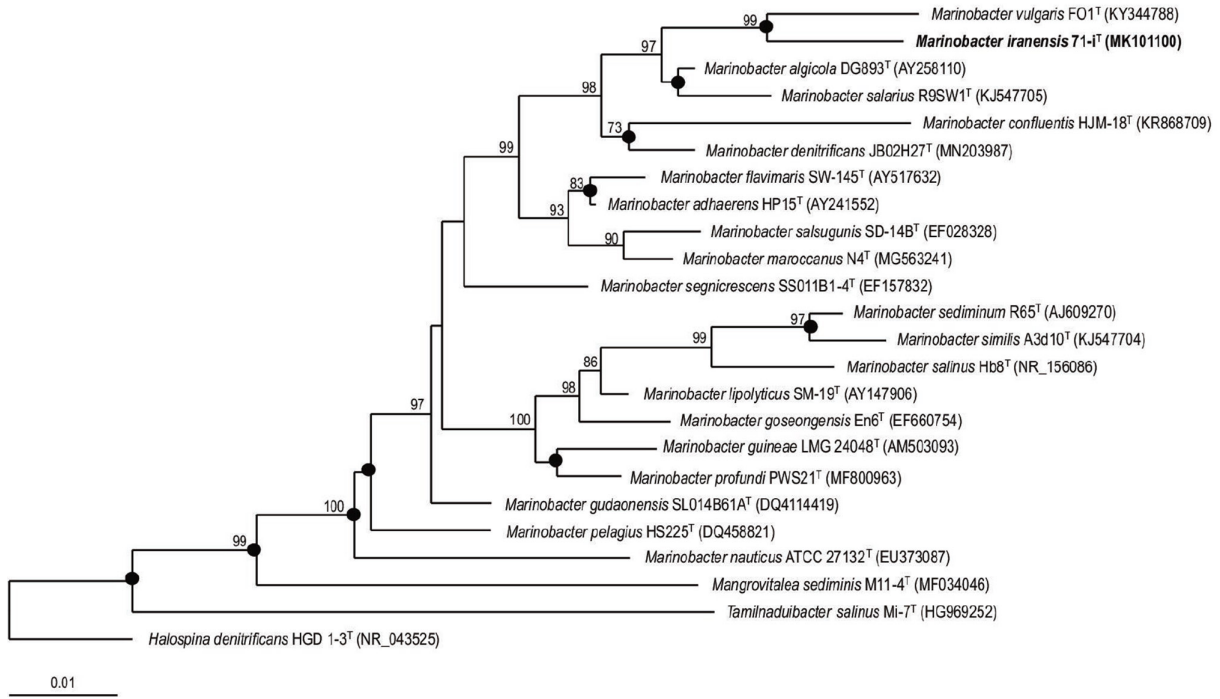 99
Marinobacter vulgaris FO1ᵀ (KY344788)
Marinobacter iranensis 71-iᵀ (MK101100)
97
Marinobacter algicola DG893ᵀ (AY258110)
98
Marinobacter salarius R9SW1ᵀ (KJ547705)
73
Marinobacter confluentis HJM-18ᵀ (KR868709)
99
Marinobacter denitrificans JB02H27ᵀ (MN203987)
83
Marinobacter flavimaris SW-145ᵀ (AY517632)
93
Marinobacter adhaerens HP15ᵀ (AY241552)
90
Marinobacter salsugunis SD-14Bᵀ (EF028328)
Marinobacter maroccanus N4ᵀ (MG563241)
Marinobacter segnicrescens SS011B1-4ᵀ (EF157832)
97
Marinobacter sediminum R65ᵀ (AJ609270)
99
Marinobacter similis A3d10ᵀ (KJ547704)
86
Marinobacter salinus Hb8ᵀ (NR_156086)
98
Marinobacter lipolyticus SM-19ᵀ (AY147906)
97
100
Marinobacter goseongensis En6ᵀ (EF660754)
Marinobacter guineae LMG 24048ᵀ (AM503093)
Marinobacter profundi PWS21ᵀ (MF800963)
100
Marinobacter gudaonensis SL014B61Aᵀ (DQ4114419)
Marinobacter pelagius HS225ᵀ (DQ458821)
99
Marinobacter nauticus ATCC 27132ᵀ (EU373087)
Mangrovitalea sediminis M11-4ᵀ (MF034046)
Tamilnaduibacter salinus Mi-7ᵀ (HG969252)
Halospina denitrificans HGD 1-3ᵀ (NR_043525)
0.01